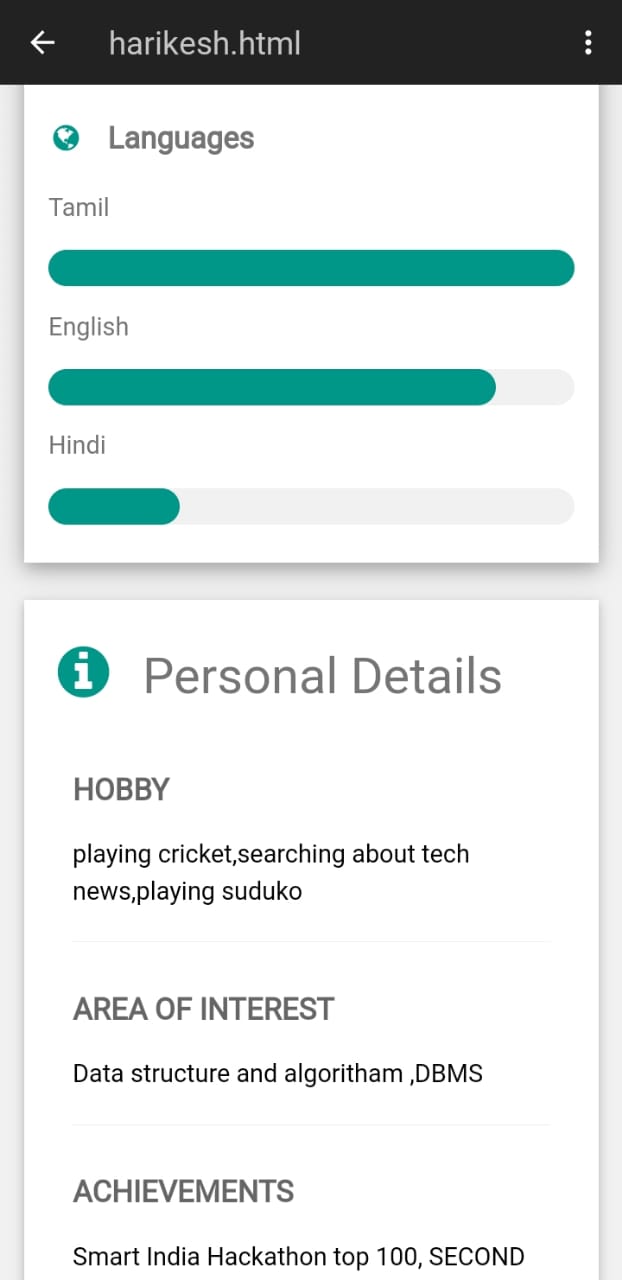 harikesh.html
Languages
Tamil
English
Hindi
Personal Details
HOBBY
playing cricket,searching about tech
news,playing suduko
AREA OF INTEREST
Data structure and algoritham ,DBMS
ACHIEVEMENTS
Smart India Hackathon top 100, SECOND